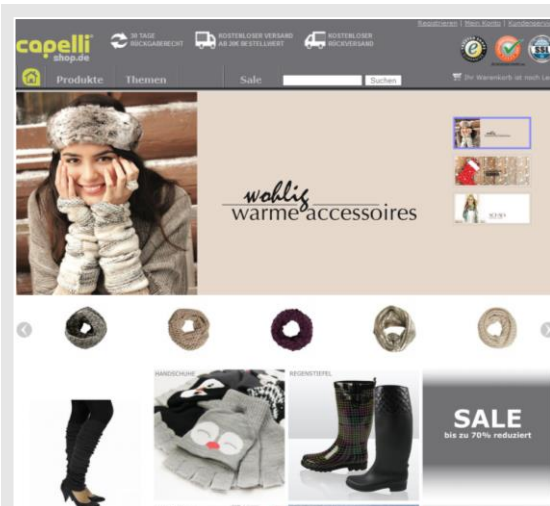 Registrieren | Mein Konto | Kundenservice
capelli
shop.de
30 TAGE
RÜCKGABERECHT
KOSTENLOSER VERSAND
AB 20€ BESTELLWERT
KOSTENLOSER
RÜCKVERSAND
SSL
Produkte
Themen
Sale
Suchen
Ihr Warenkorb ist noch Le
wohlig
warme accessoires
HANDSCHUHE
REGENSTIEFEL
SALE
bis zu 70% reduziert